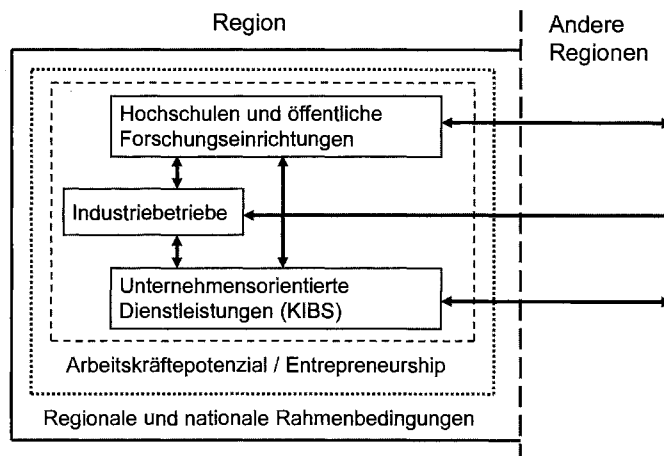 Region
Andere
Regionen
Hochschulen und öffentliche
Forschungseinrichtungen
Industriebetriebe
Unternehmensorientierte
Dienstleistungen (KIBS)
Arbeitskräftepotenzial / Entrepreneurship
Regionale und nationale Rahmenbedingungen